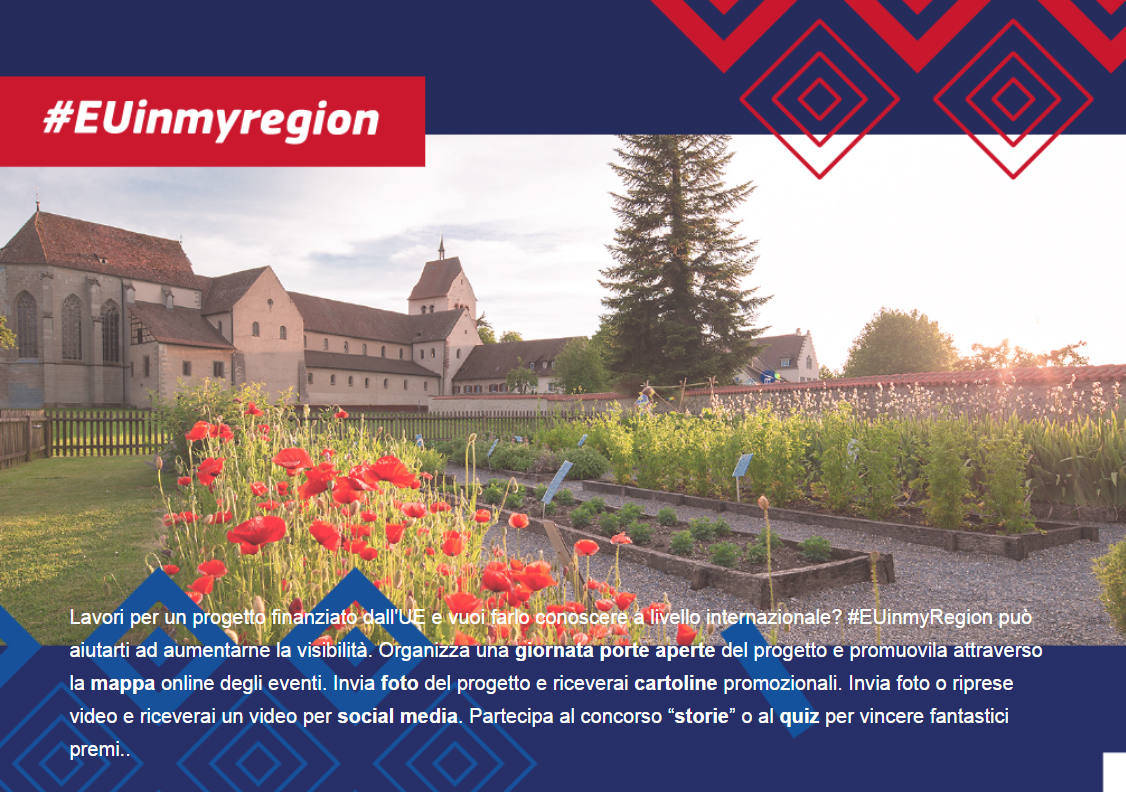 #EUinmyregion
Lavori per un progetto finanziato dall'UE e vuoi farlo conoscere a livello internazionale? #EUinmyRegion può
aiutarti ad aumentarne la visibilità. Organizza una giornata porte aperte del progetto e promuovila attraverso
la mappa online degli eventi. Invia foto del progetto e riceverai cartoline promozionali. Invia foto o riprese
video e riceverai un video per social media. Partecipa al concorso “storie” o al quiz per vincere fantastici
premi..